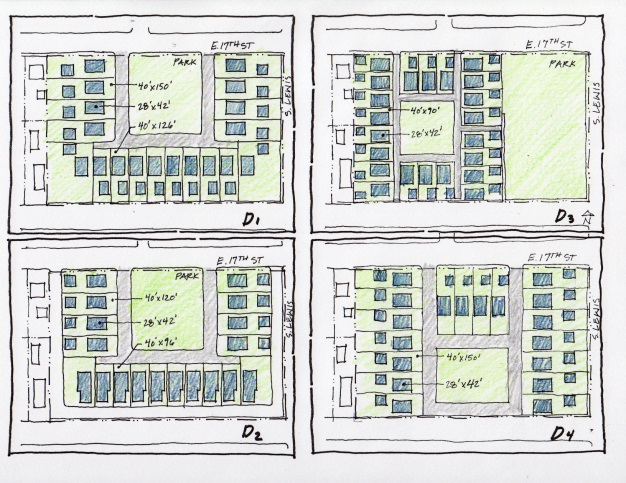 E. 17TH ST
PARK
40'x150'
28'x42'
40'x126'
S. LEWIS
D1
E. 17TH ST
PARK
40'x90'
28'x42'
S. LEWIS
N
D3
E. 17TH ST
PARK
40'x120'
28'x42'
40'x96'
S. LEWIS
D2
E. 17TH ST
S. LEWIS
40'x150'
28'x42'
D4